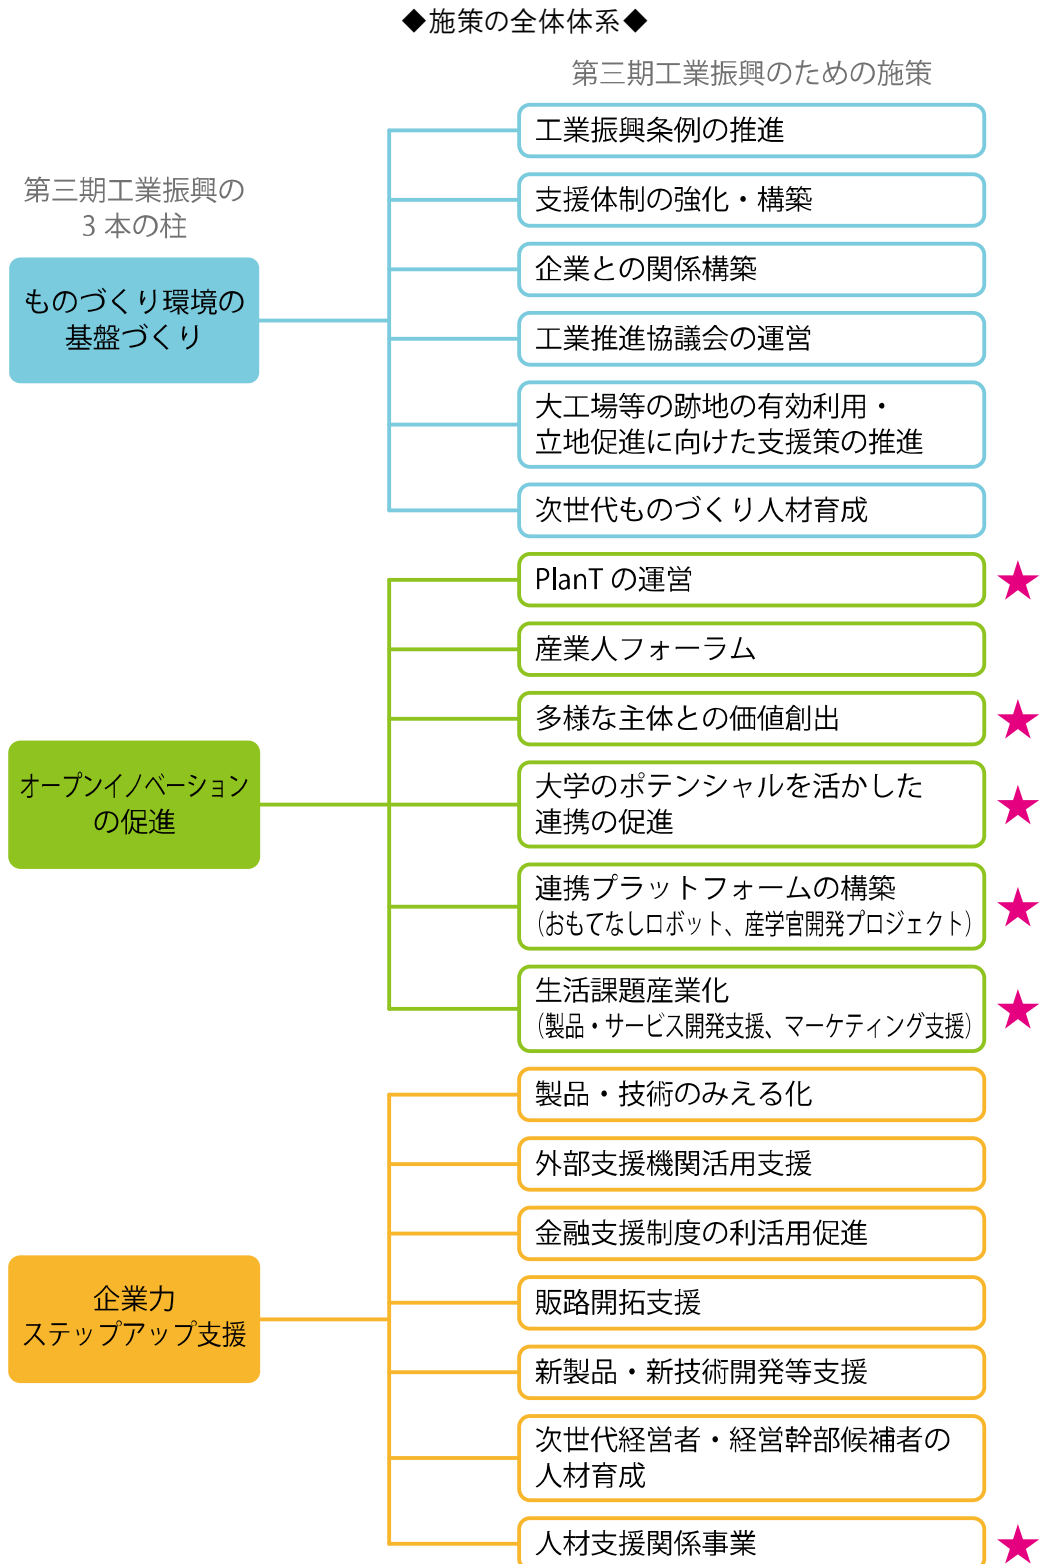 ◆施策の全体体系◆
第三期工業振興のための施策
第三期工業振興の
3 本の柱
ものづくり環境の
基盤づくり
工業振興条例の推進
支援体制の強化・構築
企業との関係構築
工業推進協議会の運営
大工場等の跡地の有効利用・
立地促進に向けた支援策の推進
次世代ものづくり人材育成
オープンイノベーション
の促進
PlanT の運営
★
産業人フォーラム
多様な主体との価値創出
★
大学のポテンシャルを活かした
連携の促進
★
連携プラットフォームの構築
（おもてなしロボット、産学官開発プロジェクト）
★
生活課題産業化
（製品・サービス開発支援、マーケティング支援）
★
企業力
ステップアップ支援
製品・技術のみえる化
外部支援機関活用支援
金融支援制度の利活用促進
販路開拓支援
新製品・新技術開発等支援
次世代経営者・経営幹部候補者の
人材育成
人材支援関係事業
★